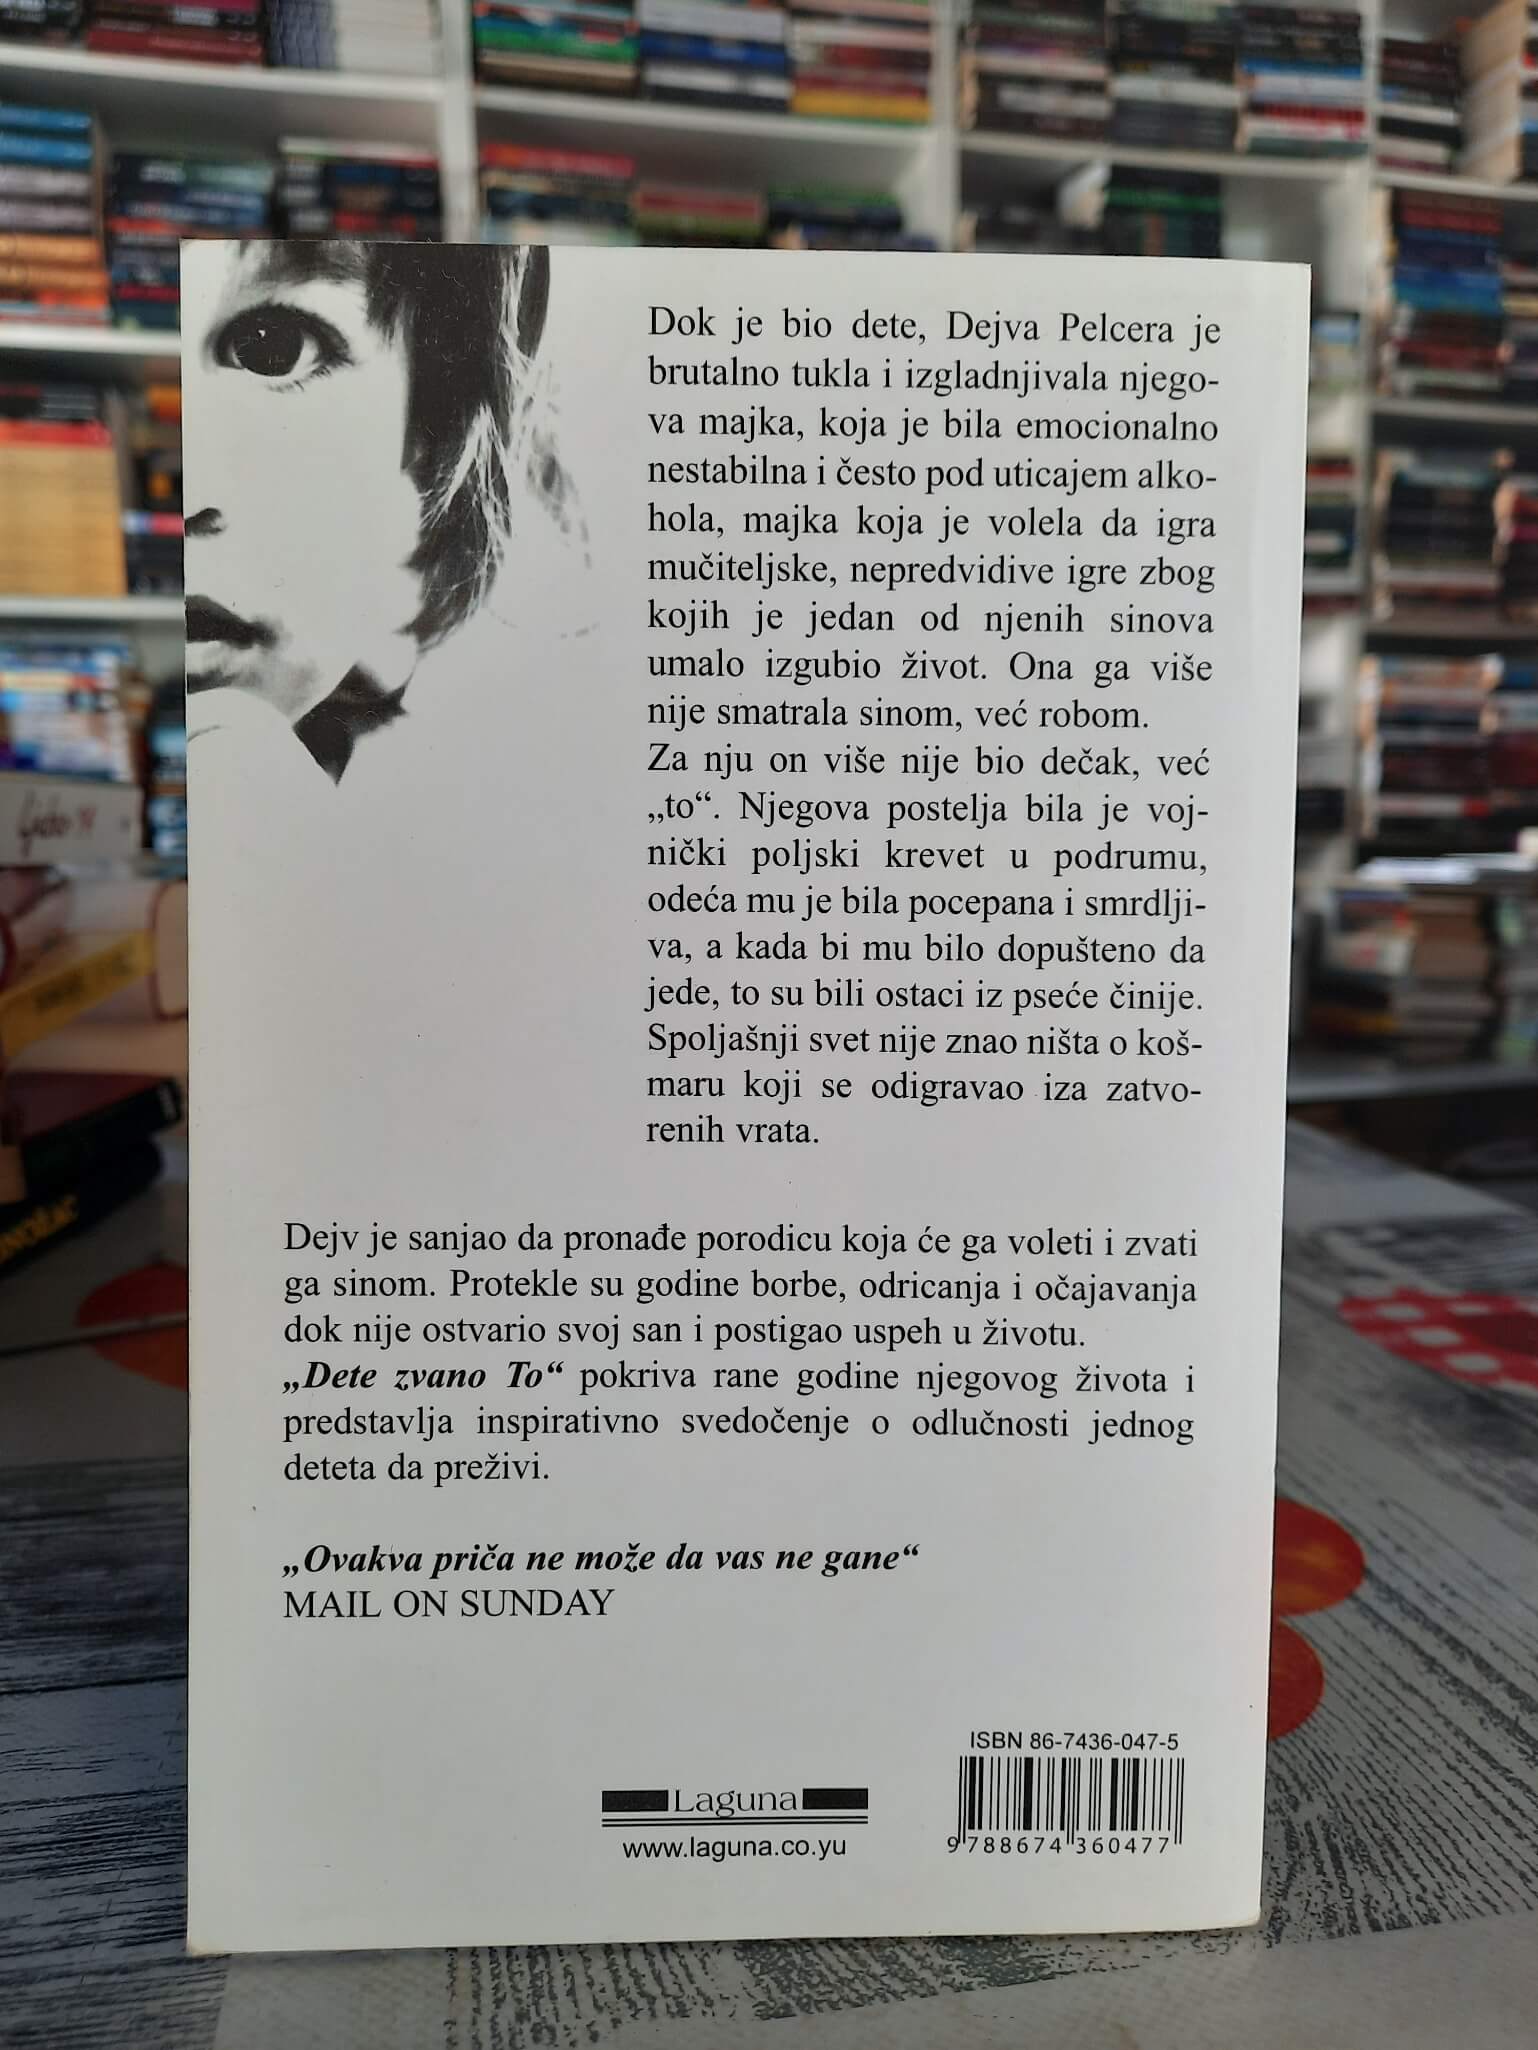 Dok je bio dete, Dejva Pelcera je
brutalno tukla i izgladnjivala njego-
va majka, koja je bila emocionalno
nestabilna i često pod uticajem alko-
hola, majka koja je volela da igra
mučiteljske, nepredvidive igre zbog
kojih je jedan od njenih sinova
umalo izgubio život. Ona ga više
nije smatrala sinom, već robom.
Za nju on više nije bio dečak, već
„to“. Njegova postelja bila je voj-
nički poljski krevet u podrumu,
odeća mu je bila pocepana i smrdlji-
va, a kada bi mu bilo dopušteno da
jede, to su bili ostaci iz pseće činije.
Spoljašnji svet nije znao ništa o koš-
maru koji se odigravao iza zatvo-
renih vrata.
Dejv je sanjao da pronađe porodicu koja će ga voleti i zvati
ga sinom. Protekle su godine borbe, odricanja i očajavanja
dok nije ostvario svoj san i postigao uspeh u životu.
„Dete zvano To“ pokriva rane godine njegovog života i
predstavlja inspirativno svedočenje o odlučnosti jednog
deteta da preživi.
„Ovakva priča ne može da vas ne gane“
MAIL ON SUNDAY
ISBN 86-7436-047-5
Laguna
www.laguna.co.yu
9 788674 360477